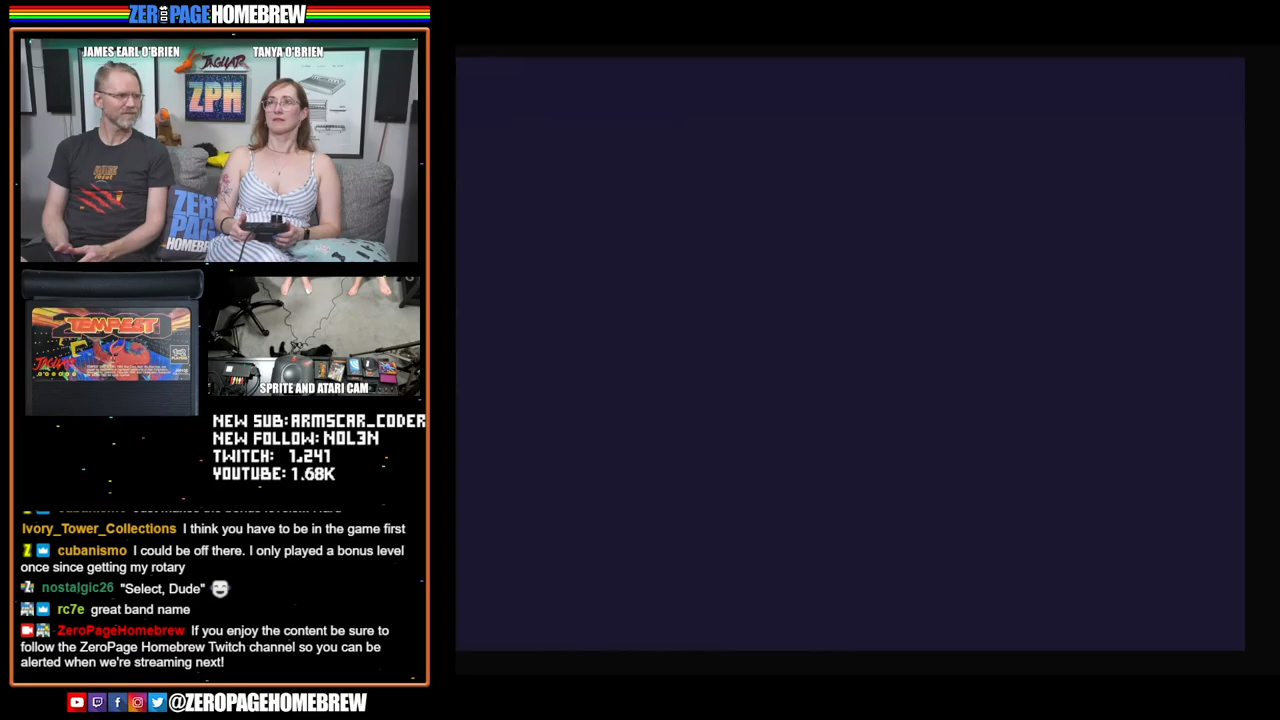 ZEROPAGE HOMEBREW
JAMES EARL O'BRIEN
TANYA O'BRIEN
JAGUAR
ZPH
ZERO
PAGE
HOMEBREW
TEMPEST
JAGUAR
SPRITE AND ATARI CAM
NEW SUB: ARMSCAR_CODER
NEW FOLLOW: NOL3N
TWITCH: 1.241
YOUTUBE: 1.68K
Ivory_Tower_Collections I think you have to be in the game first
cubanismo I could be off there. I only played a bonus level
once since getting my rotary
nostalgic26 "Select, Dude"
rc7e great band name
ZeroPageHomebrew If you enjoy the content be sure to
follow the ZeroPage Homebrew Twitch channel so you can be
alerted when we're streaming next!
@ZEROPAGEHOMEBREW